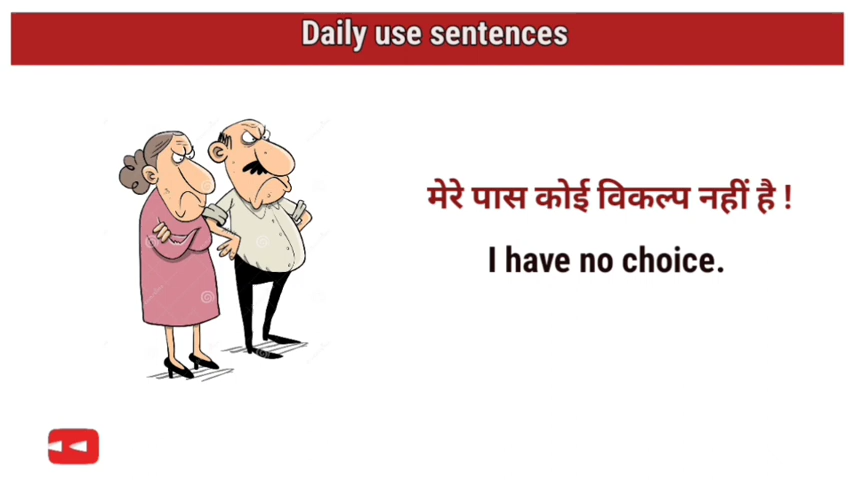 Daily use sentences
मेरे पास कोई विकल्प नहीं है !
I have no choice.